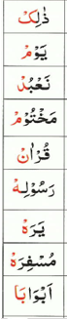 ذٰلِكْ
يَوْمْ
نَعْبُدْ
مَخْتُوْمْ
قُرْاٰنْ
رَسُوْلِهْ
يَرَهْ
مُسْفِرَهْ
اَبْوَابَا